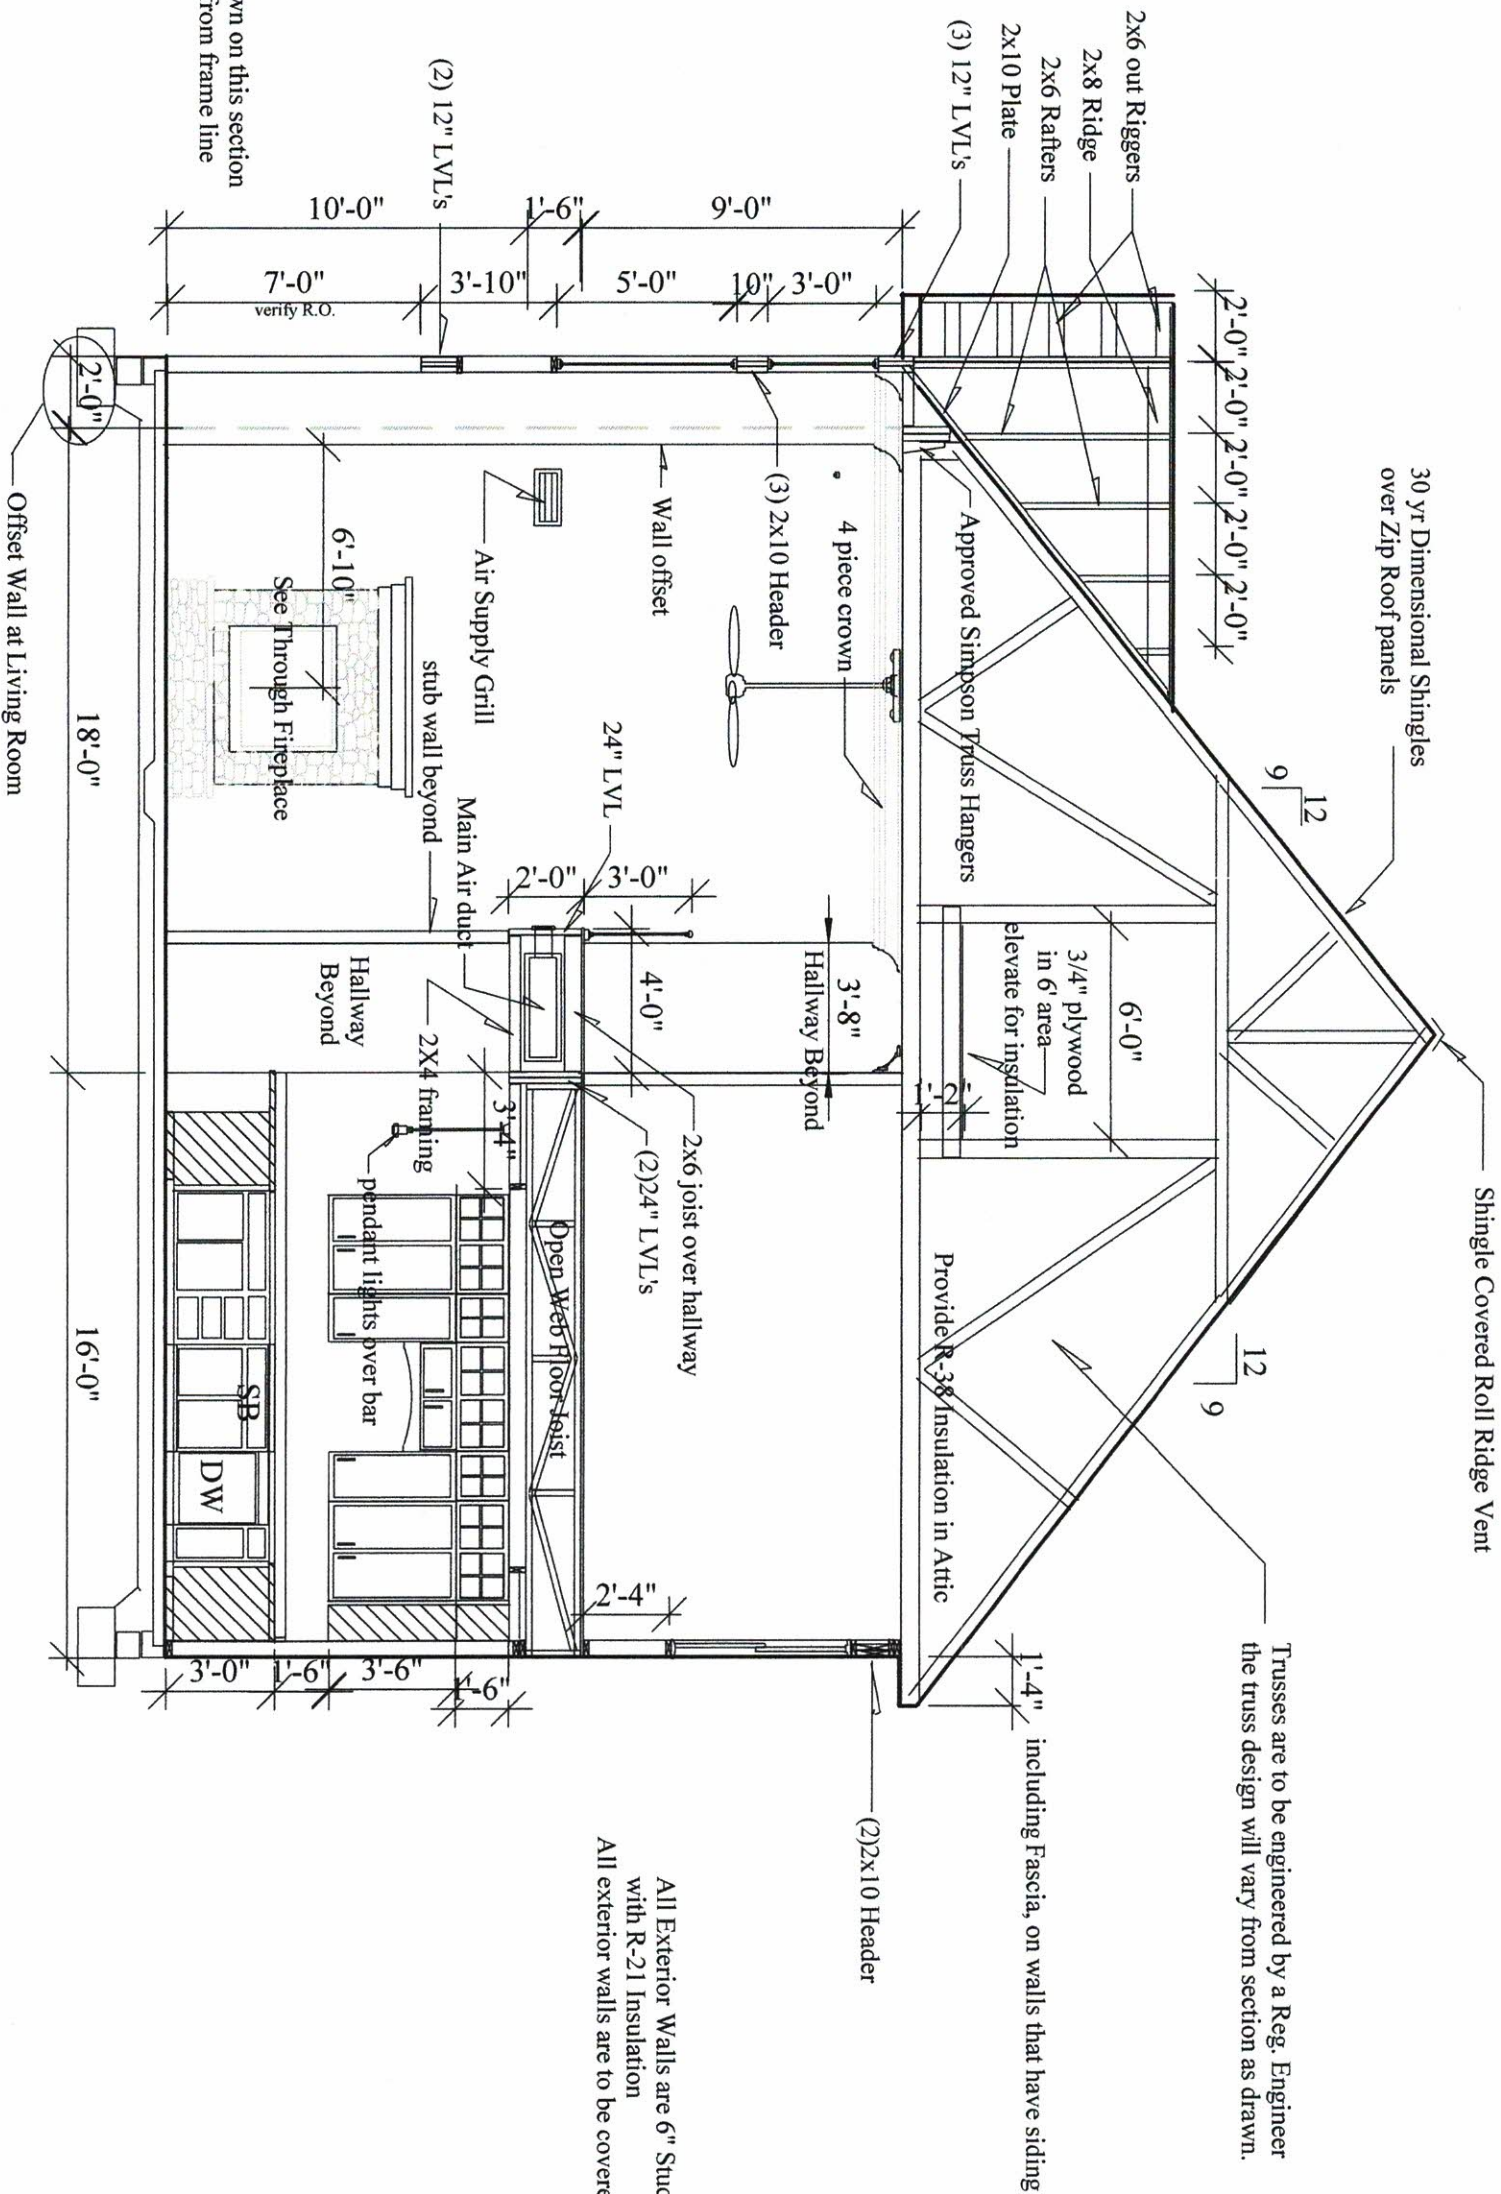 Shingle Covered Roll Ridge Vent
30 yr Dimensional Shingles
over Zip Roof panels
12
9
12
9
2x6 out Riggers
2x8 Ridge
2x6 Rafters
2x10 Plate
(3) 12" LVL's
2'-0"
2'-0"
2'-0"
2'-0"
2'-0"
Trusses are to be engineered by a Reg. Engineer
the truss design will vary from section as drawn.
6'-0"
3/4" plywood
in 6' area
elevate for insulation
1'-2"
Approved Simpson Truss Hangers
Provide R-38 Insulation in Attic
1'-4"
including Fascia, on walls that have siding
(2)2x10 Header
4 piece crown
3'-8"
Hallway Beyond
(3) 2x10 Header
Wall offset
9'-0"
1'-6"
10'-0"
3'-0"
10"
5'-0"
3'-10"
7'-0"
verify R.O.
(2) 12" LVL's
wn on this section
from frame line
24" LVL
3'-0"
2'-0"
4'-0"
2x6 joist over hallway
(2)24" LVL's
Open Web Floor Joist
2'-4"
All Exterior Walls are 6" Stud
with R-21 Insulation
All exterior walls are to be covere
Air Supply Grill
Main Air duct
stub wall beyond
2X4 framing
3'-4"
pendant lights over bar
Hallway
Beyond
6'-10"
See Through Fireplace
SB
DW
3'-0"
1'-6"
3'-6"
1'-6"
2'-0"
18'-0"
16'-0"
Offset Wall at Living Room